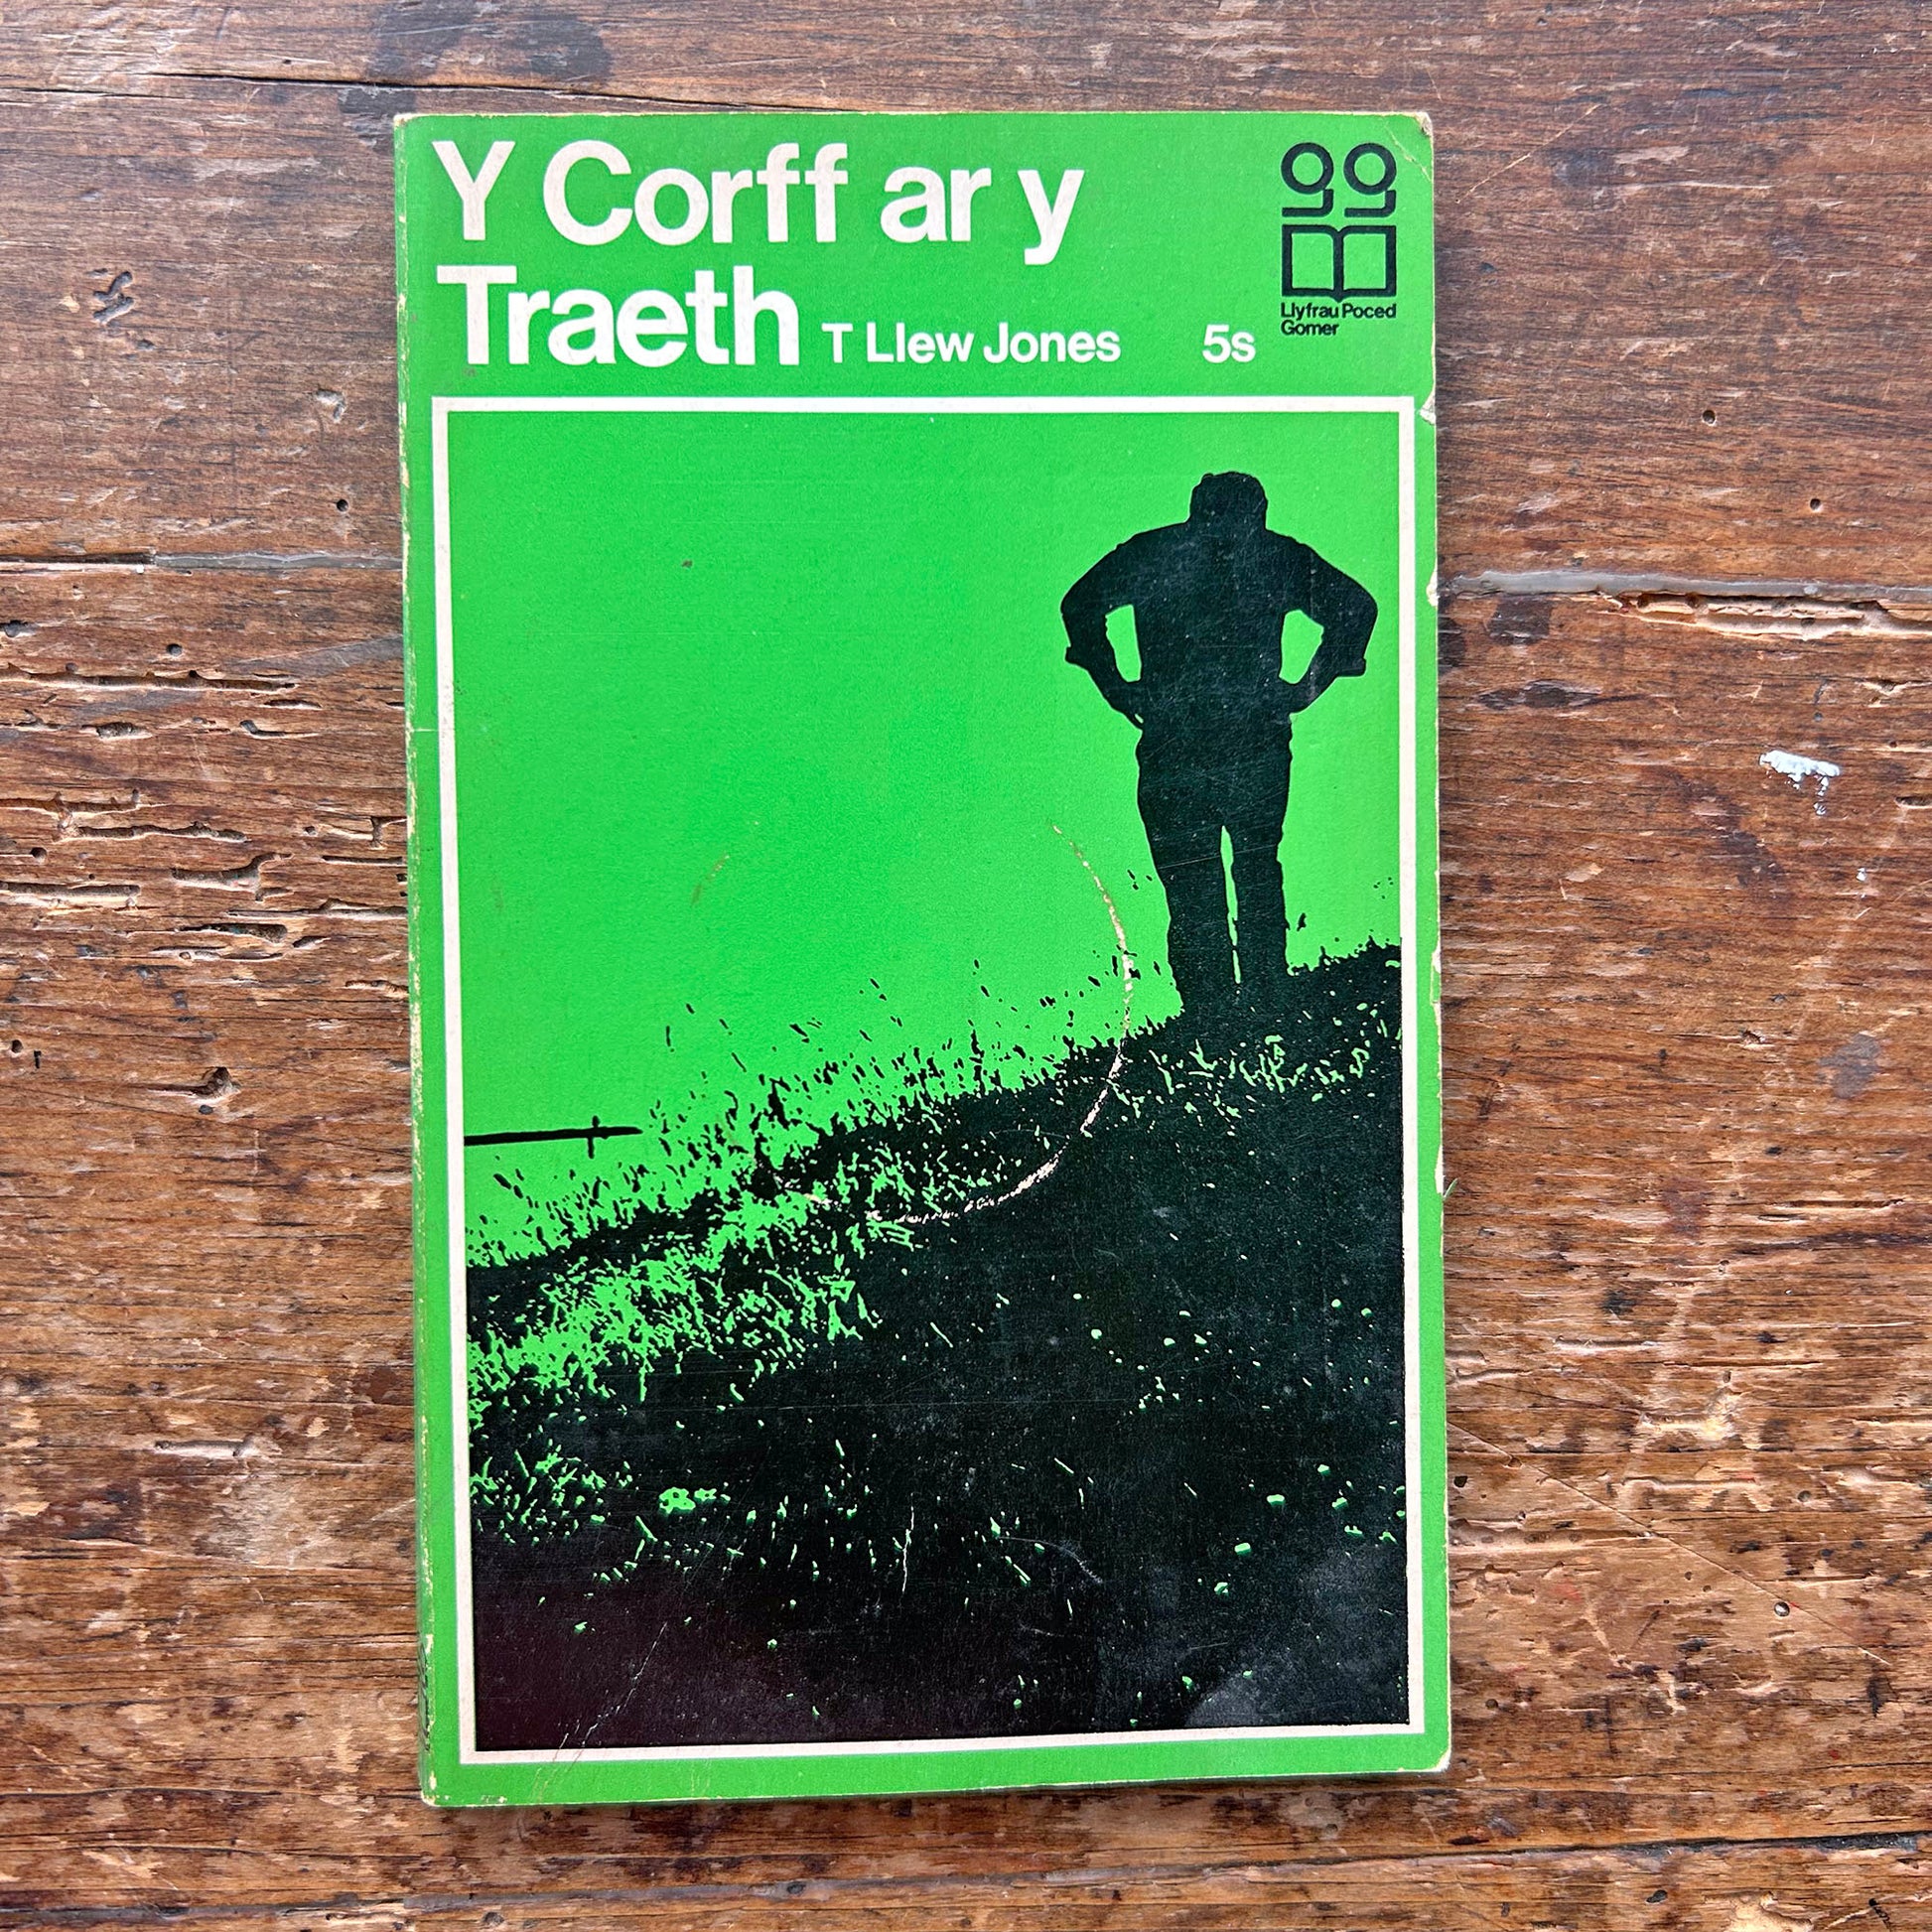 Y Corff ar y
Traeth T Llew Jones 5s
Llyfrau Poced
Gomer